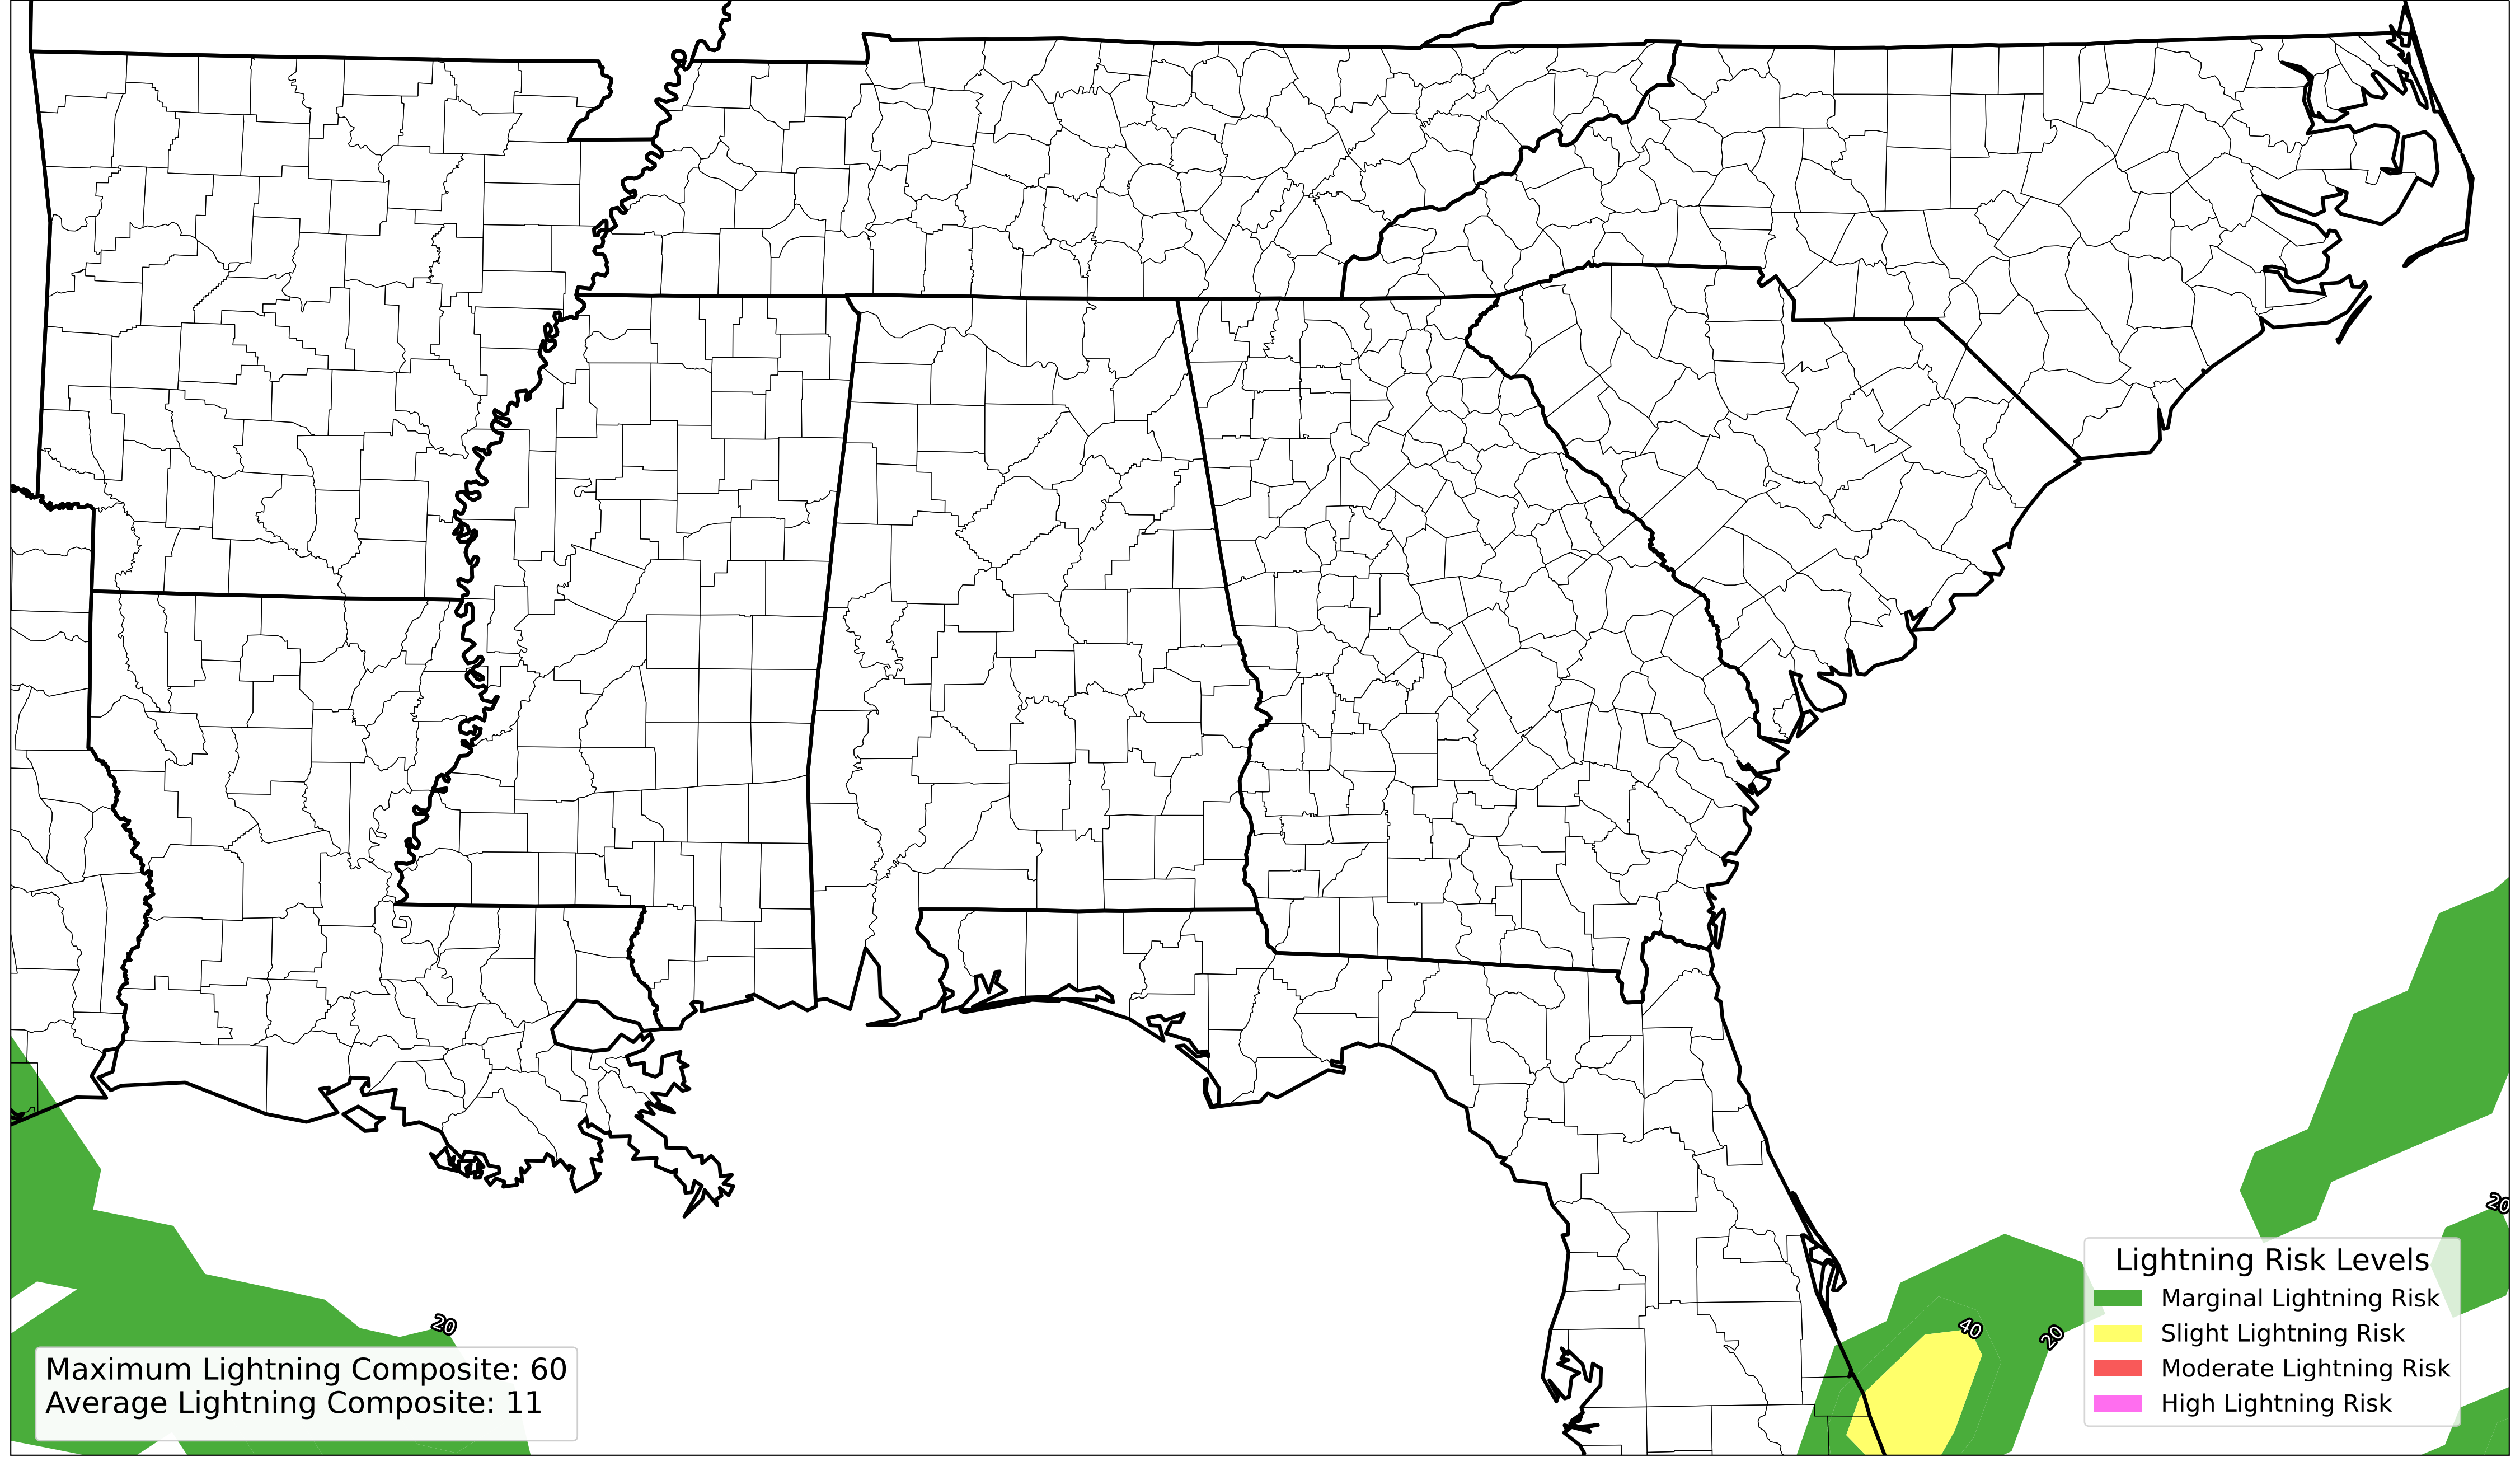 20
20
40
20
Maximum Lightning Composite: 60
Average Lightning Composite: 11
Lightning Risk Levels
Marginal Lightning Risk
Slight Lightning Risk
Moderate Lightning Risk
High Lightning Risk